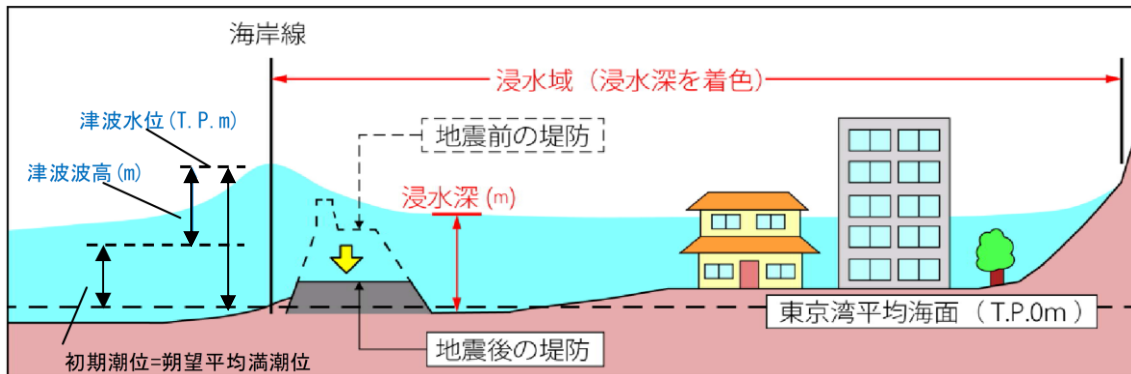 海岸線
浸水域（浸水深を着色）
津波水位(T.P.m)
地震前の堤防
津波波高(m)
浸水深(m)
東京湾平均海面（T.P.0m）
地震後の堤防
初期潮位=朔望平均満潮位